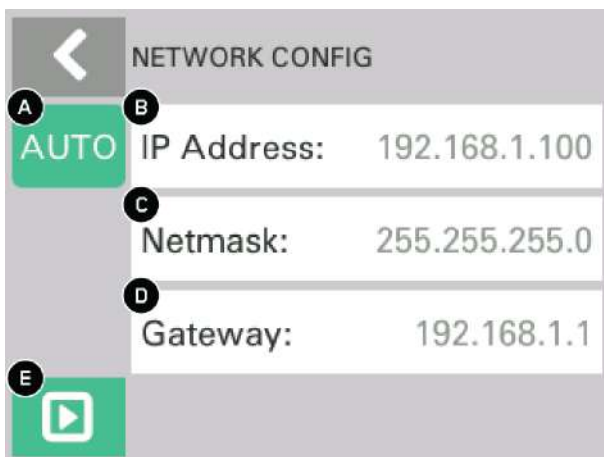 NETWORK CONFIG
A
B
AUTO
IP Address: 192.168.1.100
C
Netmask: 255.255.255.0
D
Gateway: 192.168.1.1
E